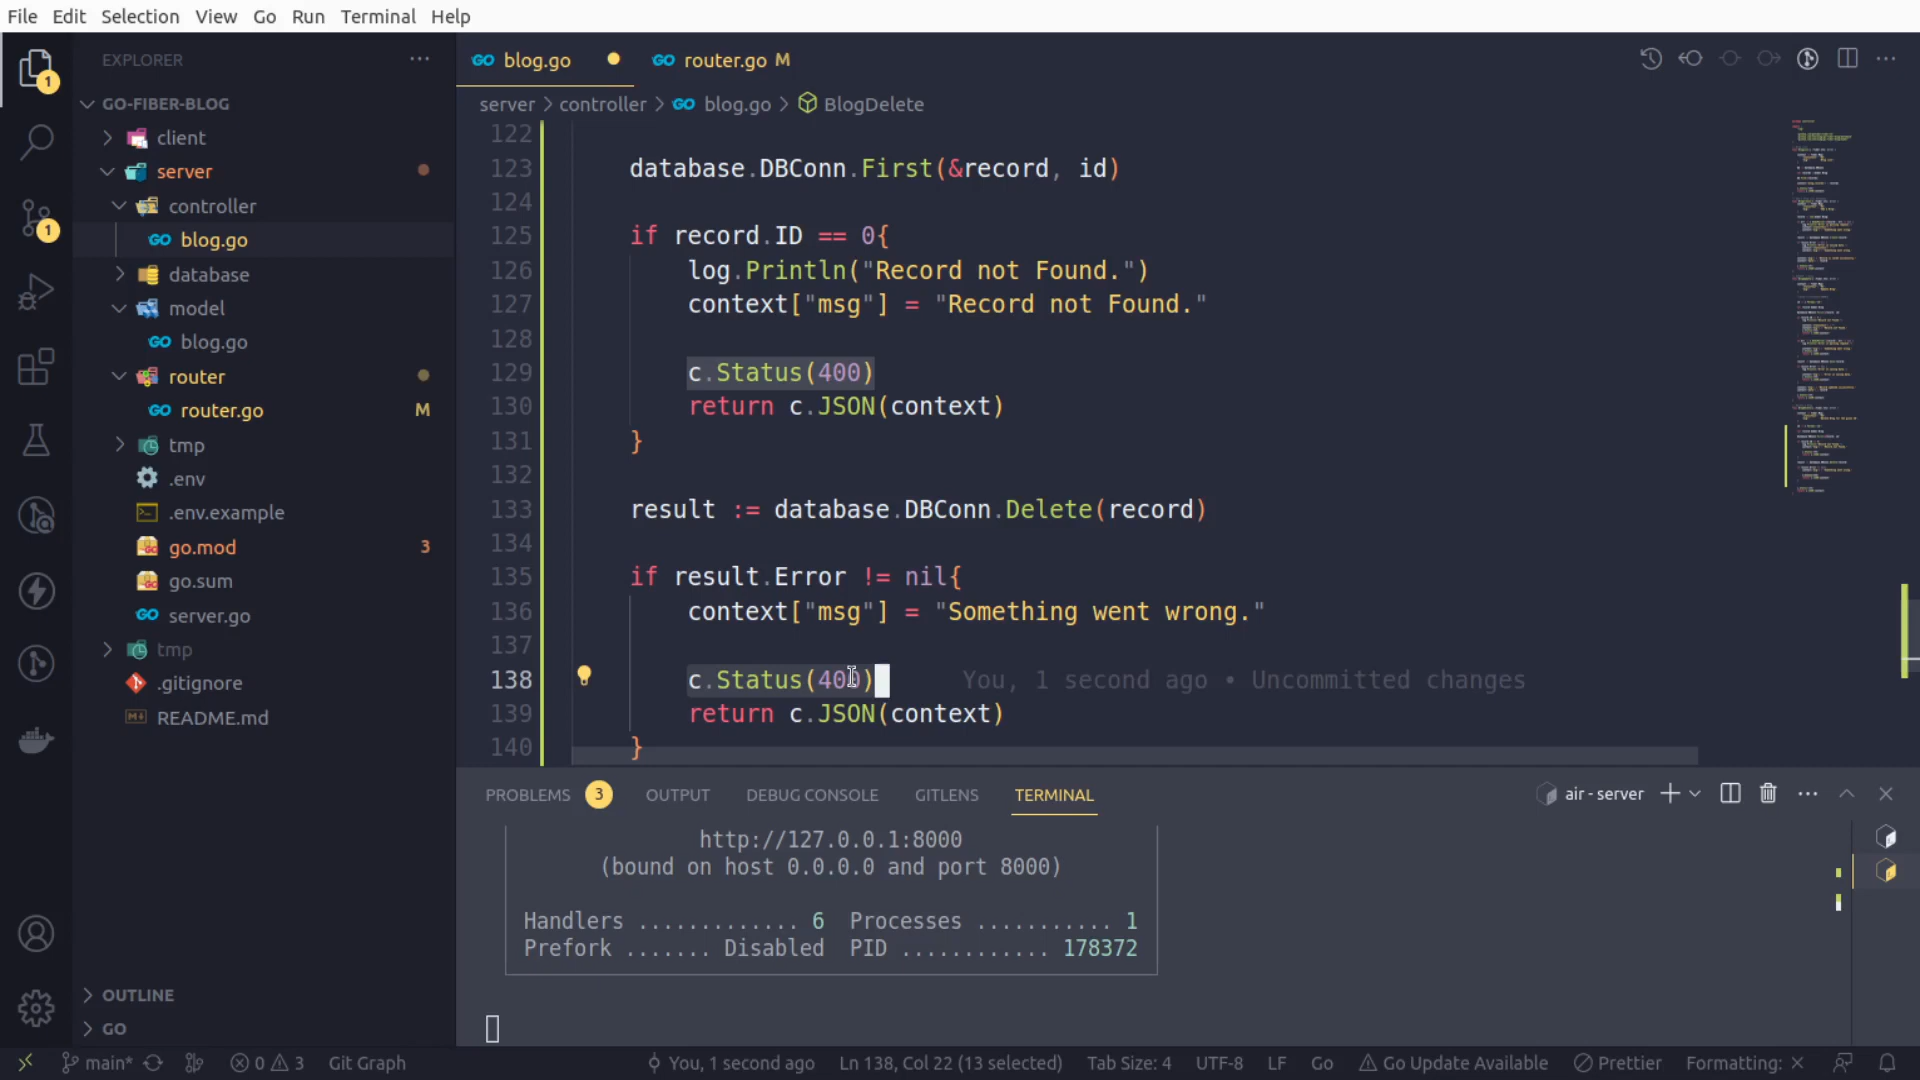 File Edit Selection View Go Run Terminal Help
EXPLORER ···
GO-FIBER-BLOG
client
server
controller
blog.go
database
model
blog.go
router
router.go M
tmp
.env
.env.example
go.mod 3
go.sum
server.go
tmp
.gitignore
README.md
OUTLINE
GO
1
1
blog.go
router.go M
server > controller > blog.go > BlogDelete
122
123 database.DBConn.First(&record, id)
124
125 if record.ID == 0{
126 log.Println("Record not Found.")
127 context["msg"] = "Record not Found."
128
129 c.Status(400)
130 return c.JSON(context)
131 }
132
133 result := database.DBConn.Delete(record)
134
135 if result.Error != nil{
136 context["msg"] = "Something went wrong."
137
138 c.Status(400) You, 1 second ago • Uncommitted changes
139 return c.JSON(context)
140 }
PROBLEMS 3 OUTPUT DEBUG CONSOLE GITLENS TERMINAL air - server
http://127.0.0.1:8000
(bound on host 0.0.0.0 and port 8000)
Handlers ............. 6 Processes ........... 1
Prefork ....... Disabled PID ............ 178372
main* 0 3 Git Graph You, 1 second ago Ln 138, Col 22 (13 selected) Tab Size: 4 UTF-8 LF Go Go Update Available Prettier Formatting: ×